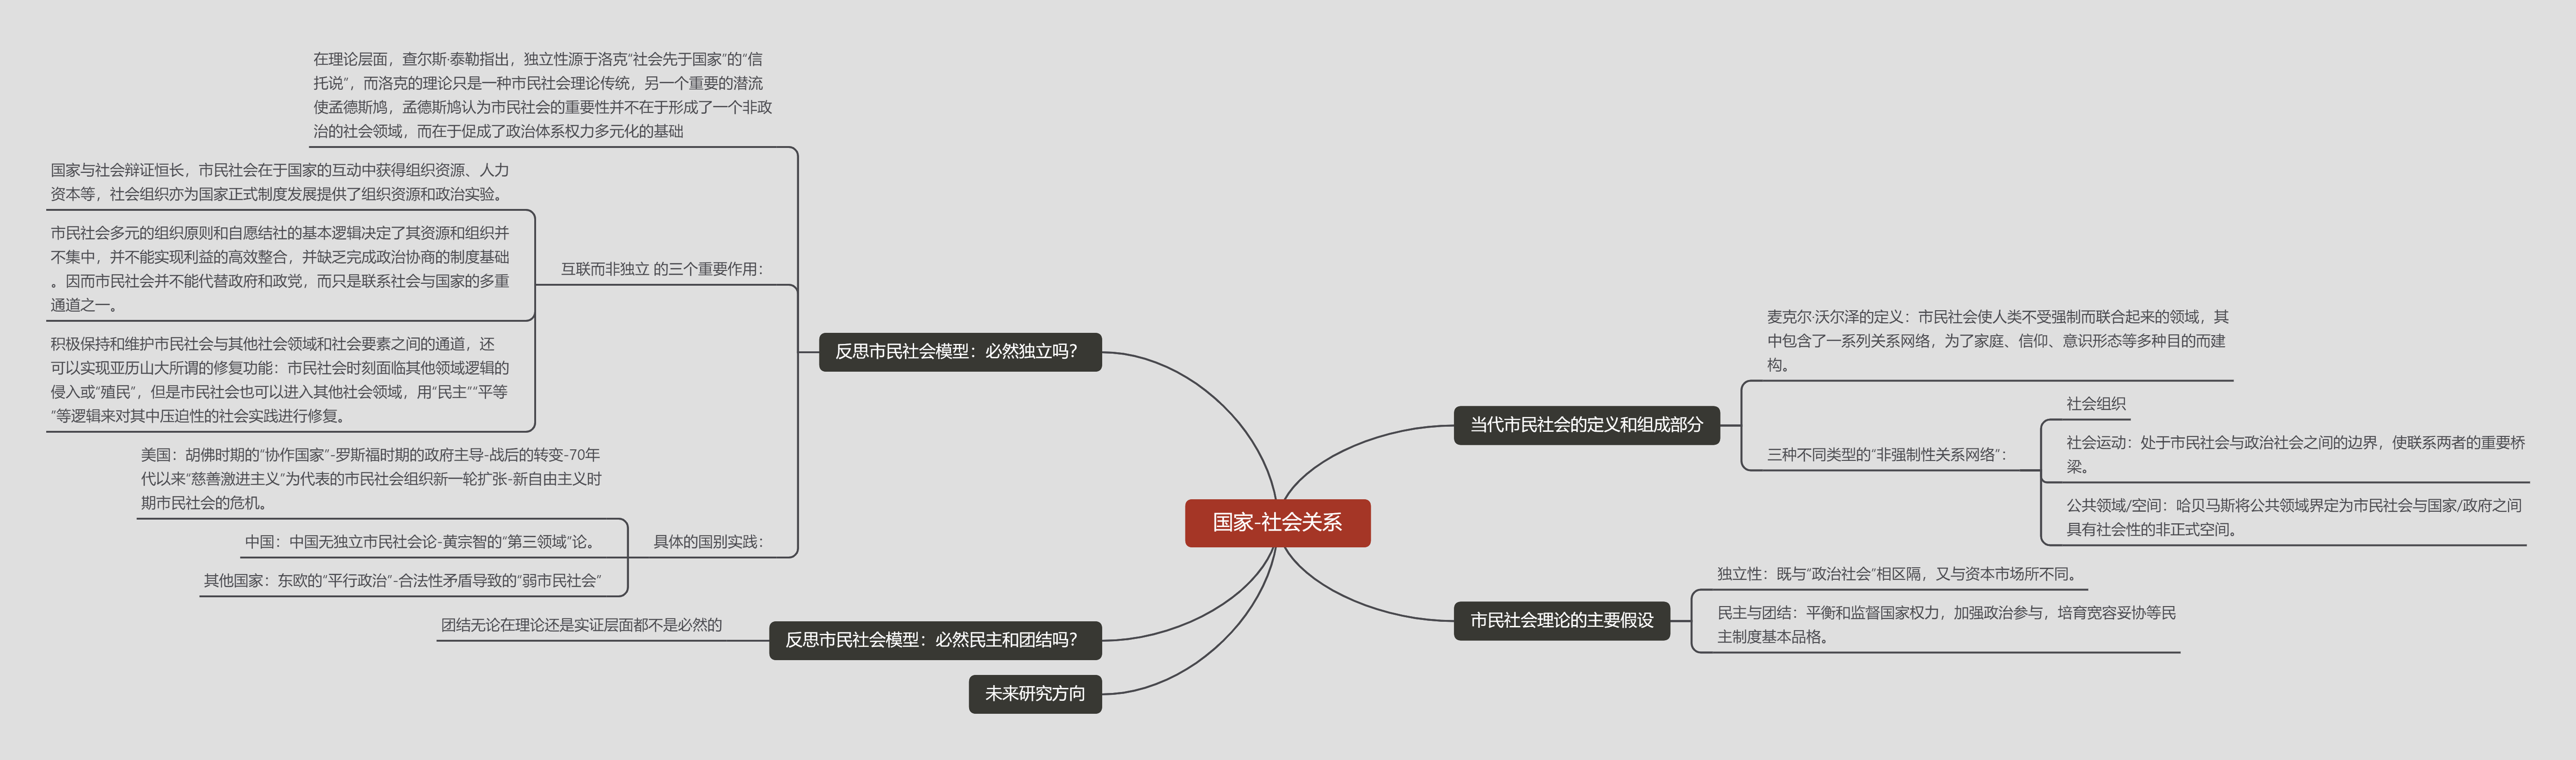 国家-社会关系
当代市民社会的定义和组成部分
麦克尔·沃尔泽的定义：市民社会使人类不受强制而联合起来的领域，其
中包含了一系列关系网络，为了家庭、信仰、意识形态等多种目的而建
构。
三种不同类型的“非强制性关系网络”：
社会组织
社会运动：处于市民社会与政治社会之间的边界，使联系两者的重要桥
梁。
公共领域/空间：哈贝马斯将公共领域界定为市民社会与国家/政府之间
具有社会性的非正式空间。
市民社会理论的主要假设
独立性：既与“政治社会”相区隔，又与资本市场所不同。
民主与团结：平衡和监督国家权力，加强政治参与，培育宽容妥协等民
主制度基本品格。
反思市民社会模型：必然独立吗？
在理论层面，查尔斯·泰勒指出，独立性源于洛克“社会先于国家”的“信
托说”，而洛克的理论只是一种市民社会理论传统，另一个重要的潜流
使孟德斯鸠，孟德斯鸠认为市民社会的重要性并不在于形成了一个非政
治的社会领域，而在于促成了政治体系权力多元化的基础
互联而非独立 的三个重要作用：
国家与社会辩证恒长，市民社会在于国家的互动中获得组织资源、人力
资本等，社会组织亦为国家正式制度发展提供了组织资源和政治实验。
市民社会多元的组织原则和自愿结社的基本逻辑决定了其资源和组织并
不集中，并不能实现利益的高效整合，并缺乏完成政治协商的制度基础
。因而市民社会并不能代替政府和政党，而只是联系社会与国家的多重
通道之一。
积极保持和维护市民社会与其他社会领域和社会要素之间的通道，还
可以实现亚历山大所谓的修复功能：市民社会时刻面临其他领域逻辑的
侵入或“殖民”，但是市民社会也可以进入其他社会领域，用“民主”“平等
”等逻辑来对其中压迫性的社会实践进行修复。
具体的国别实践：
美国：胡佛时期的“协作国家”-罗斯福时期的政府主导-战后的转变-70年
代以来“慈善激进主义”为代表的市民社会组织新一轮扩张-新自由主义时
期市民社会的危机。
中国：中国无独立市民社会论-黄宗智的“第三领域”论。
其他国家：东欧的“平行政治”-合法性矛盾导致的“弱市民社会”
反思市民社会模型：必然民主和团结吗？
团结无论在理论还是实证层面都不是必然的
未来研究方向